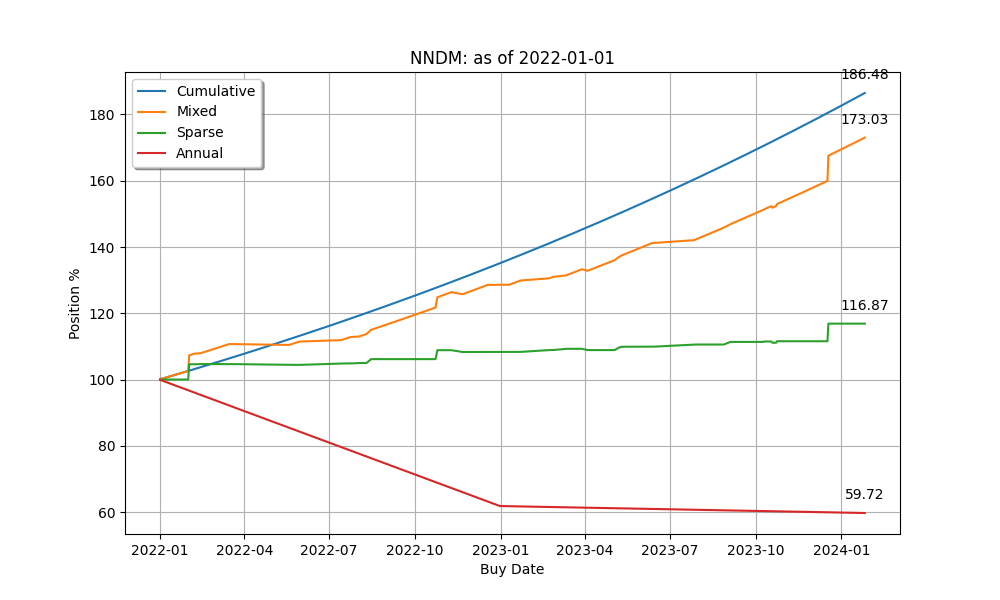 NNDM: as of 2022-01-01
Cumulative
Mixed
Sparse
Annual
186.48
173.03
116.87
59.72
Position %
180
160
140
120
100
80
60
2022-01 2022-04 2022-07 2022-10 2023-01 2023-04 2023-07 2023-10 2024-01
Buy Date